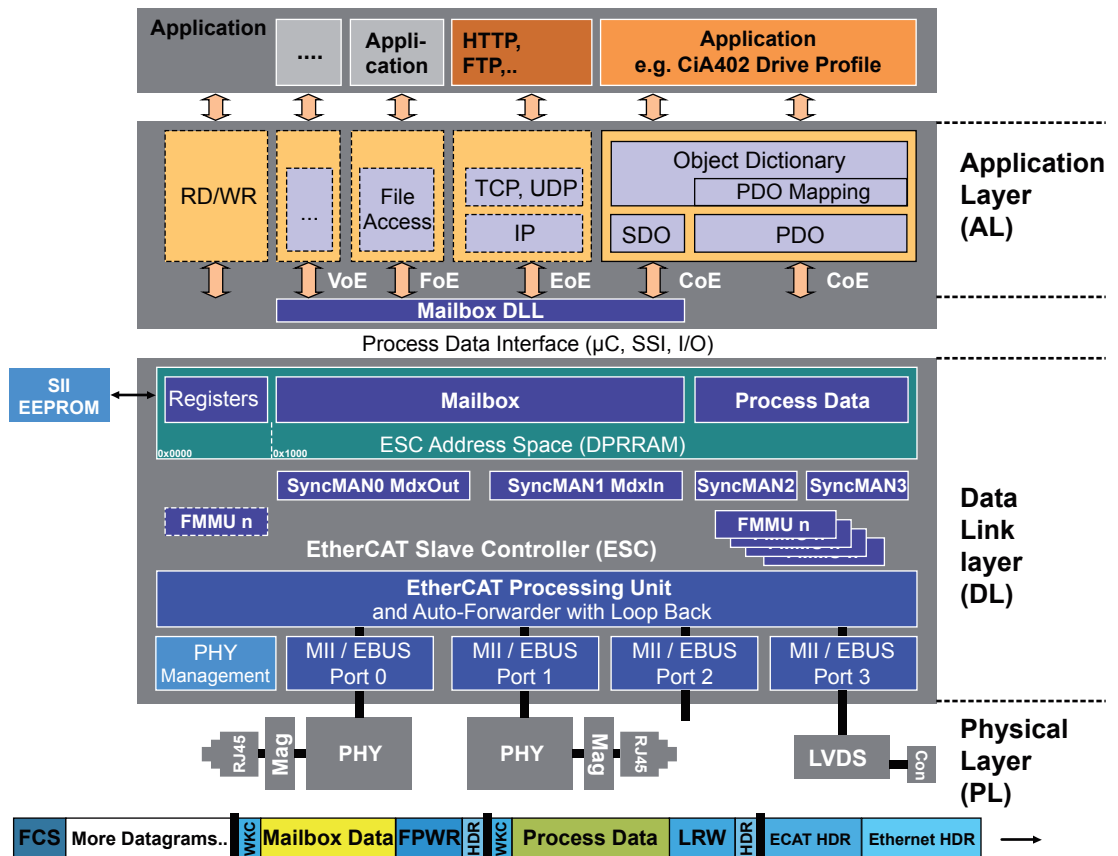 Application
....
Appli-
cation
HTTP,
FTP,..
Application
e.g. CiA402 Drive Profile
RD/WR
...
File
Access
TCP, UDP
IP
Object Dictionary
PDO Mapping
SDO
PDO
Application
Layer
(AL)
VoE
FoE
EoE
CoE
CoE
Mailbox DLL
Process Data Interface (µC, SSI, I/O)
SII
EEPROM
Registers
Mailbox
Process Data
ESC Address Space (DPRRAM)
0x0000
0x1000
SyncMAN0 MdxOut
SyncMAN1 MdxIn
SyncMAN2
SyncMAN3
FMMU n
FMMU n
EtherCAT Slave Controller (ESC)
Data
Link
layer
(DL)
EtherCAT Processing Unit
and Auto-Forwarder with Loop Back
PHY
Management
MII / EBUS
Port 0
MII / EBUS
Port 1
MII / EBUS
Port 2
MII / EBUS
Port 3
RJ45
Mag
PHY
PHY
Mag
RJ45
LVDS
Con
Physical
Layer
(PL)
FCS
More Datagrams..
WKC
Mailbox Data
FPWR
HDR
WKC
Process Data
LRW
HDR
ECAT HDR
Ethernet HDR